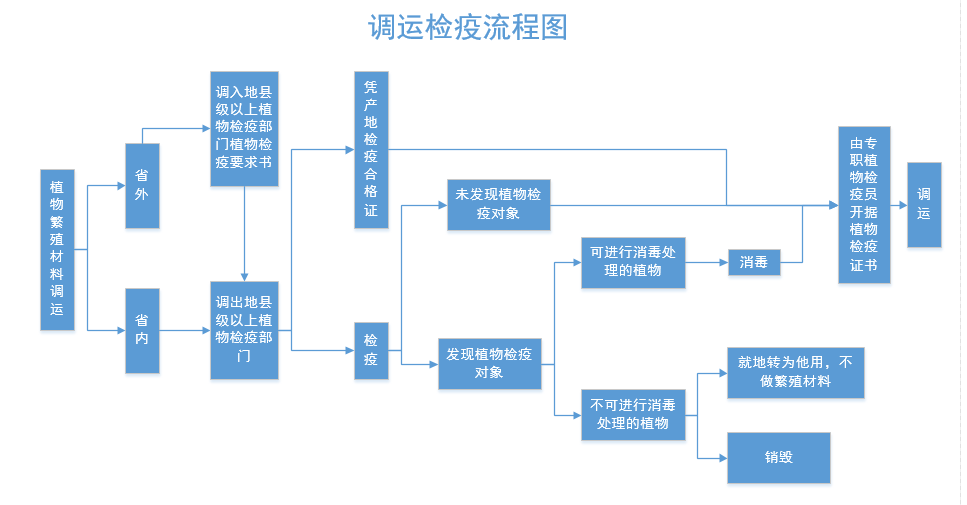 调运检疫流程图
植
物
繁
殖
材
料
调
运
省
外
省
内
调入地县
级以上植
物检疫部
门植物检
疫要求书
调出地县
级以上植
物检疫部
门
凭
产
地
检
疫
合
格
证
检
疫
未发现植物检
疫对象
发现植物检疫
对象
可进行消毒处
理的植物
不可进行消毒
处理的植物
消毒
就地转为他用，不
做繁殖材料
销毁
由专
职植
物检
疫员
开据
植物
检疫
证书
调
运